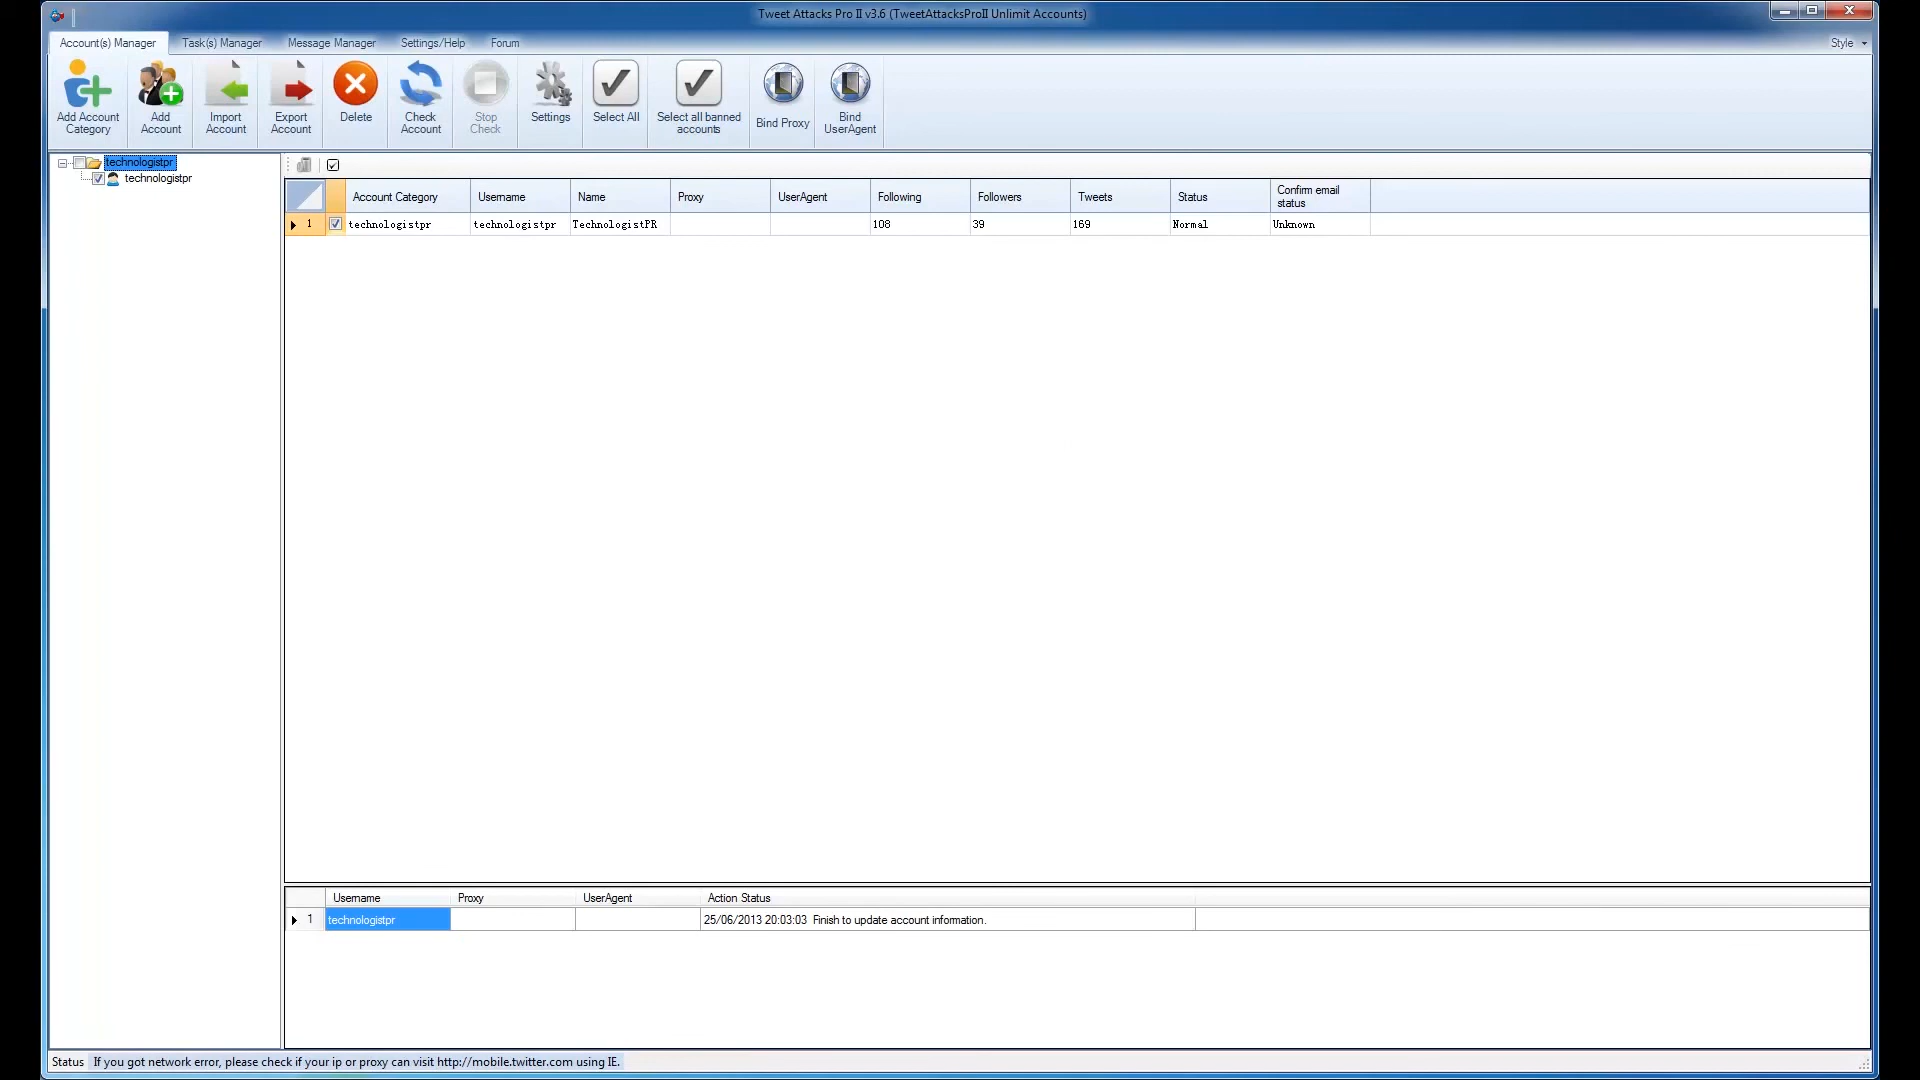 Tweet Attacks Pro II v3.6 (TweetAttacksProII Unlimit Accounts)
Account(s) Manager Task(s) Manager Message Manager Settings/Help Forum Style
Add Account Category
Add Account
Import Account
Export Account
Delete
Check Account
Stop Check
Settings
Select All
Select all banned accounts
Bind Proxy
Bind UserAgent
technologistpr
technologistpr
Account Category Username Name Proxy UserAgent Following Followers Tweets Status Confirm email status
1 technologistpr technologistpr TechnologistPR 108 39 169 Normal Unknown
Username Proxy UserAgent Action Status
1 technologistpr 25/06/2013 20:03:03 Finish to update account information.
Status If you got network error, please check if your ip or proxy can visit http://mobile.twitter.com using IE.